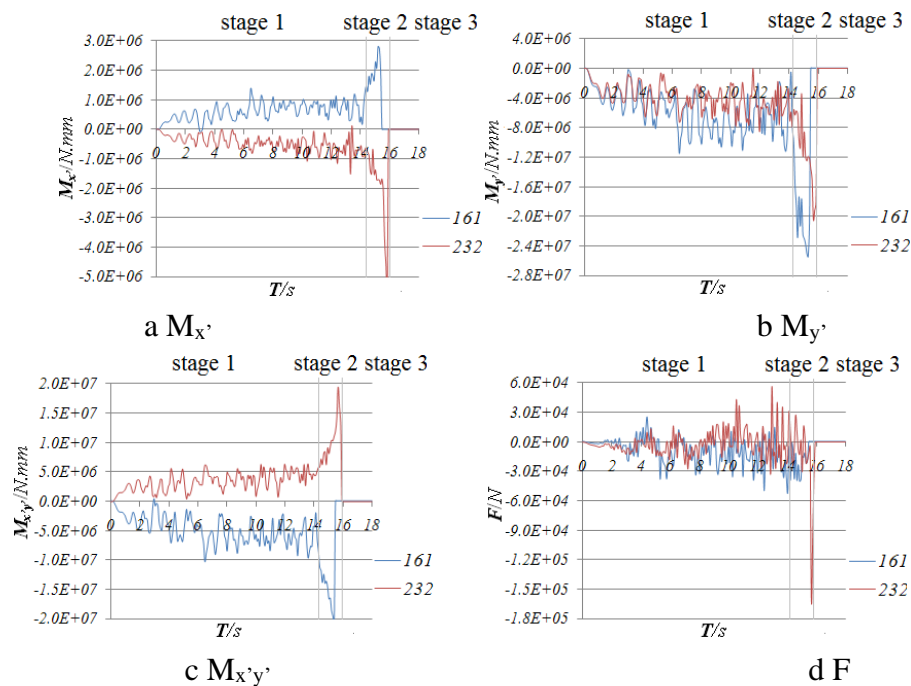 stage 1 stage 2 stage 3
3.0E+06
2.0E+06
1.0E+06
0.0E+00
-1.0E+06
-2.0E+06
-3.0E+06
-4.0E+06
5.0E+06
0 2 4 6 8 10 12 14 16 18
Mx'/N.mm
T/s
161
232
a Mx'
stage 1 stage 2 stage 3
4.0E+06
0.0E+00
-4.0E+06
-8.0E+06
-1.2E+07
-1.6E+07
-2.0E+07
-2.4E+07
-2.8E+07
0 2 4 6 8 10 12 14 16 18
My'/N.mm
T/s
161
232
b My'
stage 1 stage 2 stage 3
2.0E+07
1.5E+07
1.0E+07
5.0E+06
0.0E+00
-5.0E+06
-1.0E+07
-1.5E+07
-2.0E+07
0 2 4 6 8 10 12 14 16 18
Mx'y'/N.mm
T/s
161
232
c Mx'y'
stage 1 stage 2 stage 3
6.0E+04
3.0E+04
0.0E+00
-3.0E+04
-6.0E+04
-9.0E+04
-1.2E+05
-1.5E+05
-1.8E+05
0 2 4 6 8 10 12 14 16 18
F/N
T/s
161
232
d F